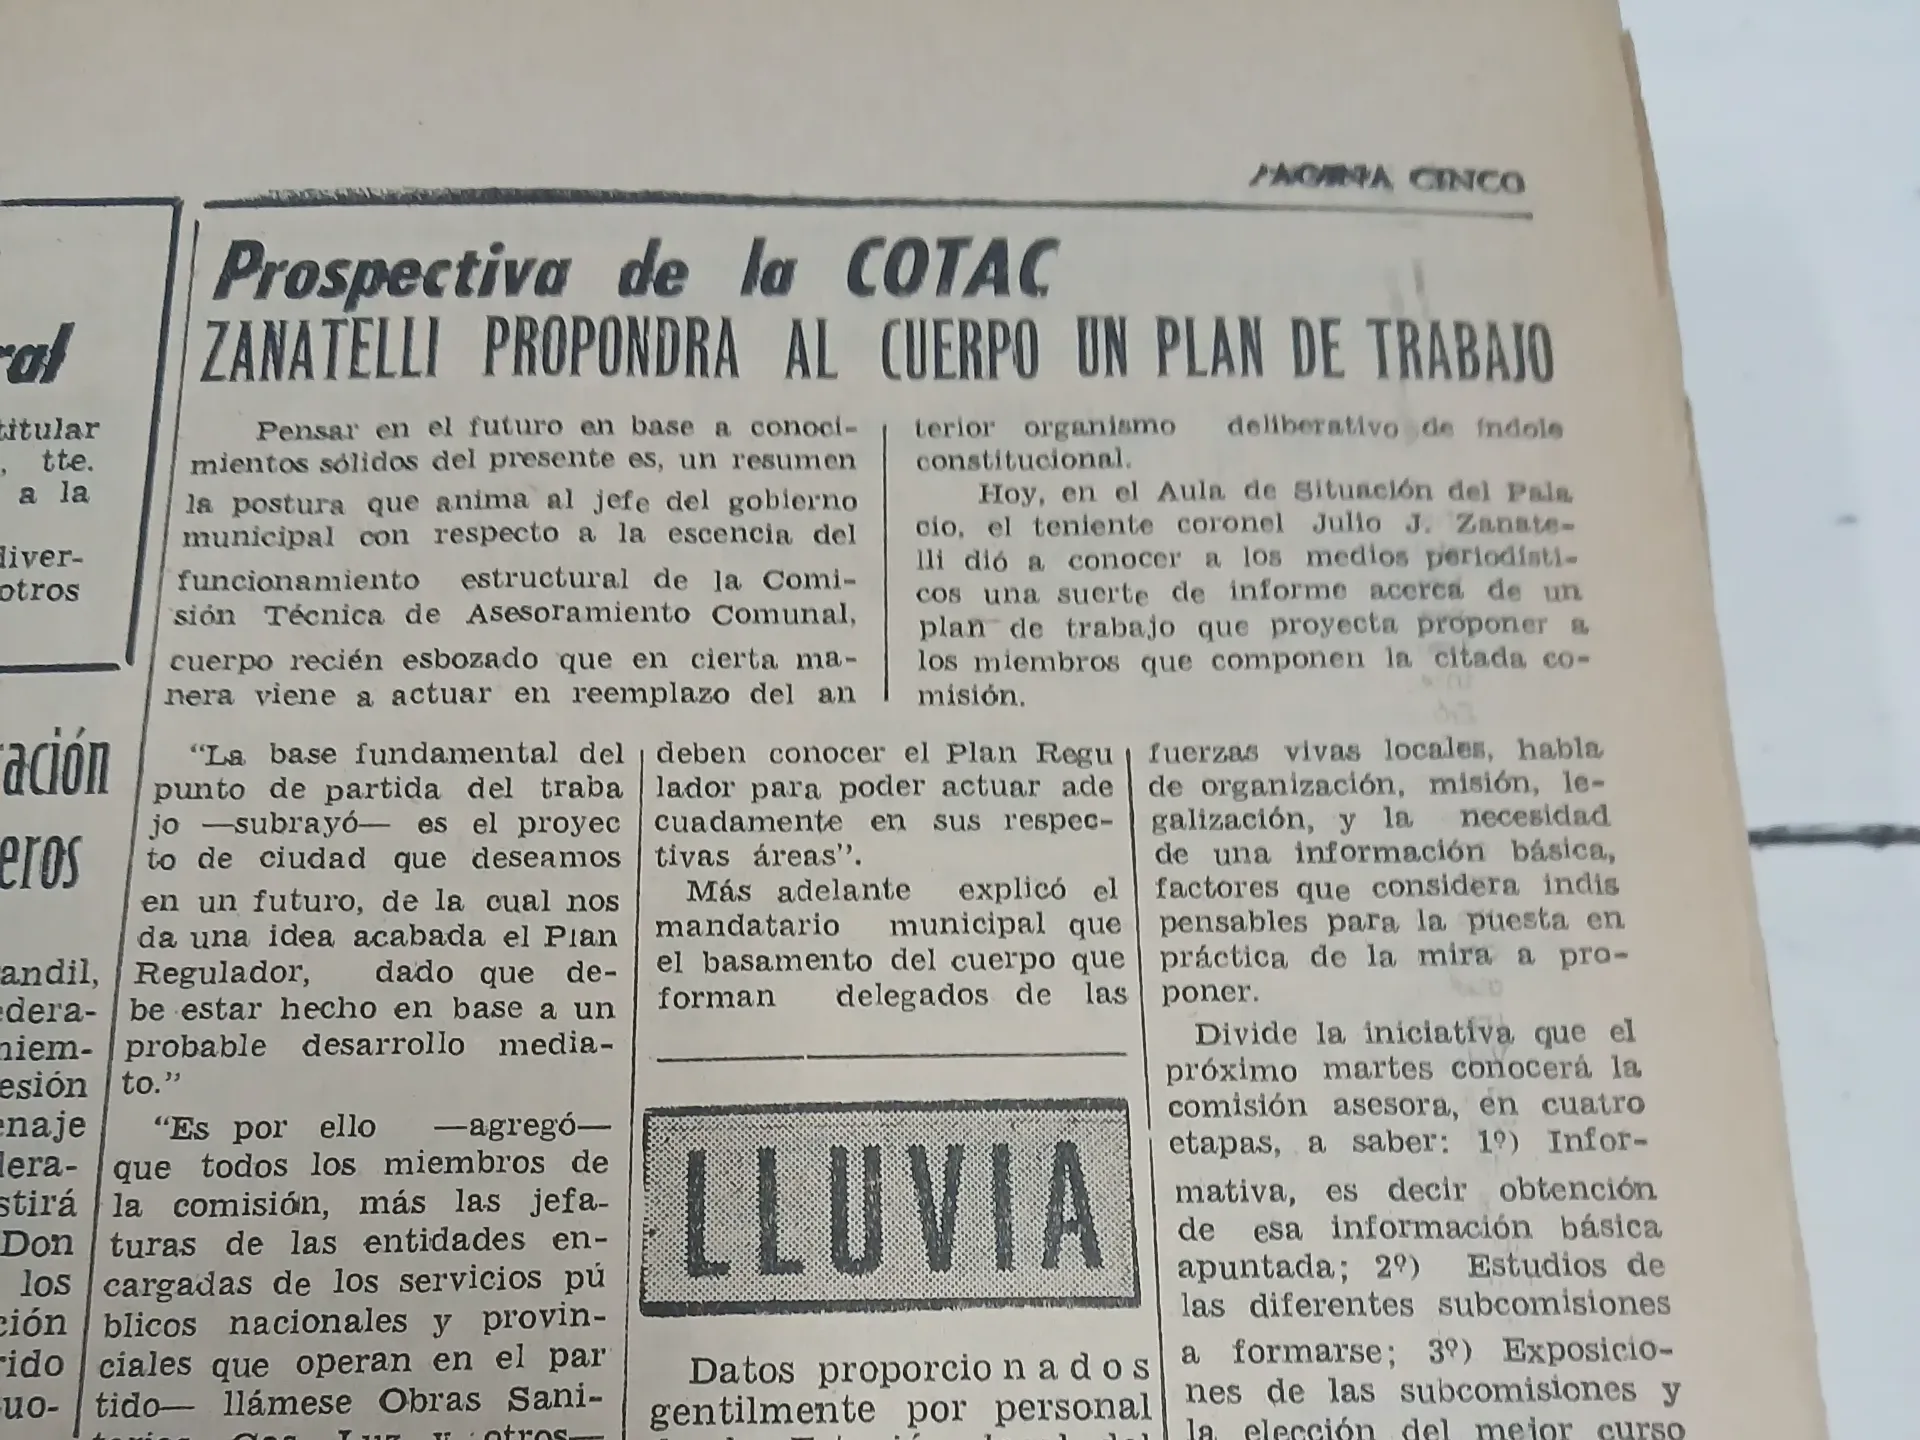 PAGINA CINCO
Prospectiva de la COTAC
ZANATELLI PROPONDRA AL CUERPO UN PLAN DE TRABAJO
Pensar en el futuro en base a conoci-
mientos sólidos del presente es, un resumen
la postura que anima al jefe del gobierno
municipal con respecto a la escencia del
funcionamiento estructural de la Comi-
sión Técnica de Asesoramiento Comunal,
cuerpo recién esbozado que en cierta ma-
nera viene a actuar en reemplazo del an
terior organismo deliberativo de índole
constitucional.
Hoy, en el Aula de Situación del Pala
cio, el teniente coronel Julio J. Zanate-
lli dió a conocer a los medios periodísti-
cos una suerte de informe acerca de un
plan de trabajo que proyecta proponer a
los miembros que componen la citada co-
misión.
"La base fundamental del
punto de partida del traba
jo —subrayó— es el proyec
to de ciudad que deseamos
en un futuro, de la cual nos
da una idea acabada el Plan
Regulador, dado que de-
be estar hecho en base a un
probable desarrollo media-
to."
"Es por ello —agregó—
que todos los miembros de
la comisión, más las jefa-
turas de las entidades en-
cargadas de los servicios pú
blicos nacionales y provin-
ciales que operan en el par
tido— llámese Obras Sani-
Gas, Luz y otros—
deben conocer el Plan Regu
lador para poder actuar ade
cuadamente en sus respec-
tivas áreas".
Más adelante explicó el
mandatario municipal que
el basamento del cuerpo que
forman delegados de las
fuerzas vivas locales, habla
de organización, misión, le-
galización, y la necesidad
de una información básica,
factores que considera indis
pensables para la puesta en
práctica de la mira a pro-
poner.
Divide la iniciativa que el
próximo martes conocerá la
comisión asesora, en cuatro
etapas, a saber: 1º) Infor-
mativa, es decir obtención
de esa información básica
apuntada; 2º) Estudios de
las diferentes subcomisiones
a formarse; 3º) Exposicio-
nes de las subcomisiones y
la elección del mejor curso
LLUVIA
Datos proporcionados
gentilmente por personal
ral
titular
, tte.
a la
diver-
otros
ación
eros
andil,
edera-
miem-
esión
enaje
lera-
stirá
Don
los
ción
rido
uo-